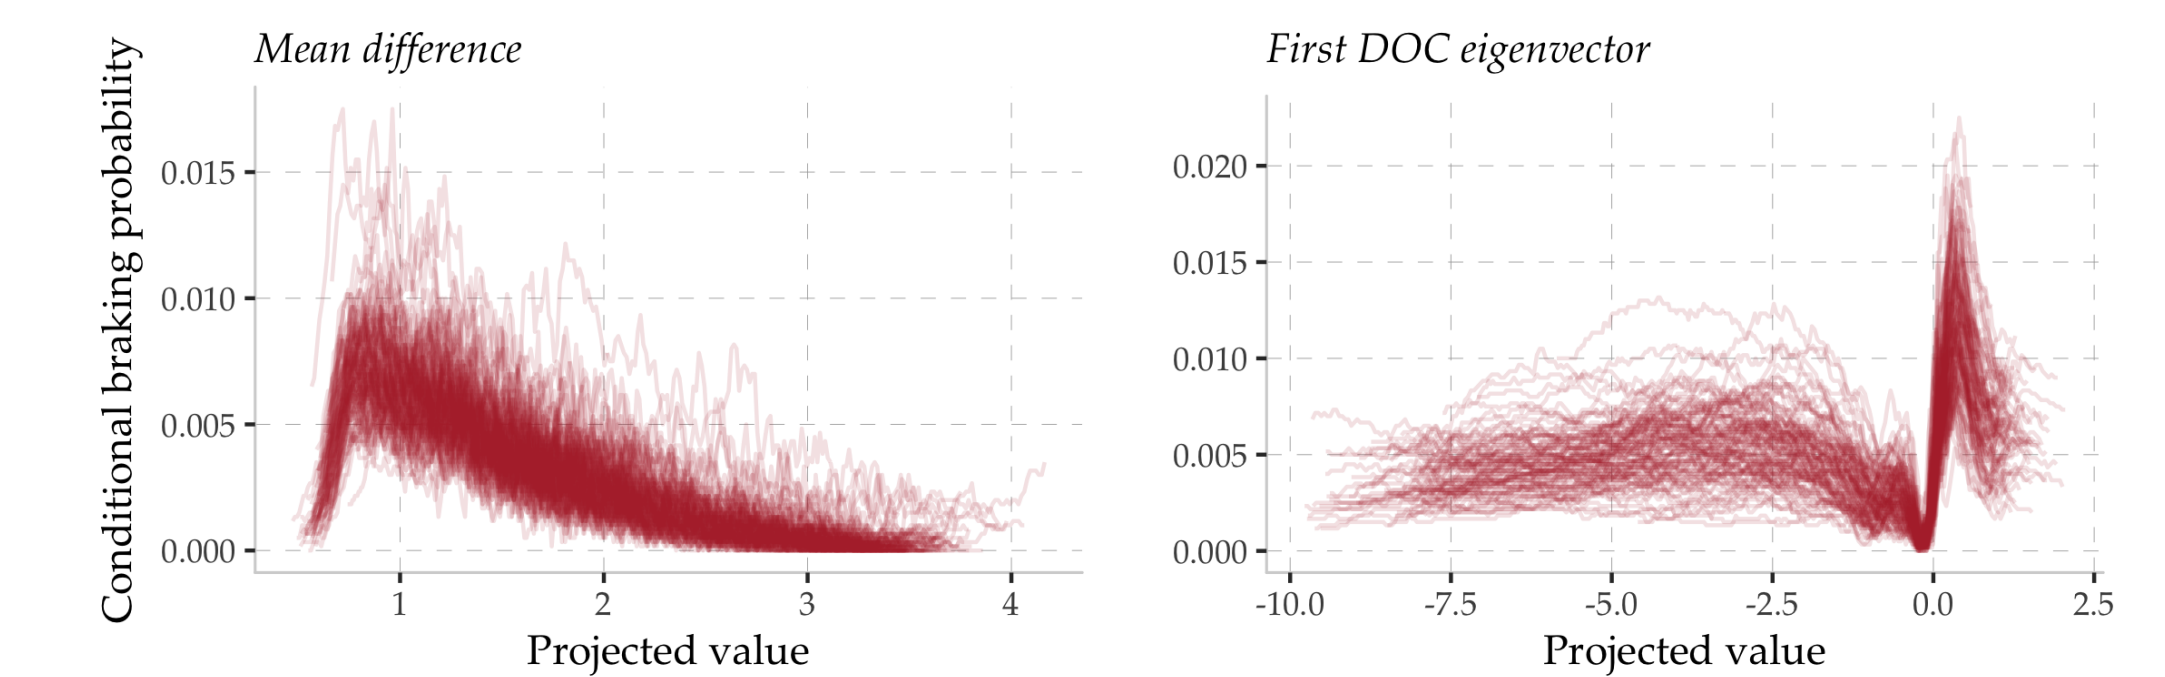 Mean difference
First DOC eigenvector
Conditional braking probability
0.015
0.010
0.005
0.000
1 2 3 4
Projected value
0.020
0.015
0.010
0.005
0.000
-10.0 -7.5 -5.0 -2.5 0.0 2.5
Projected value